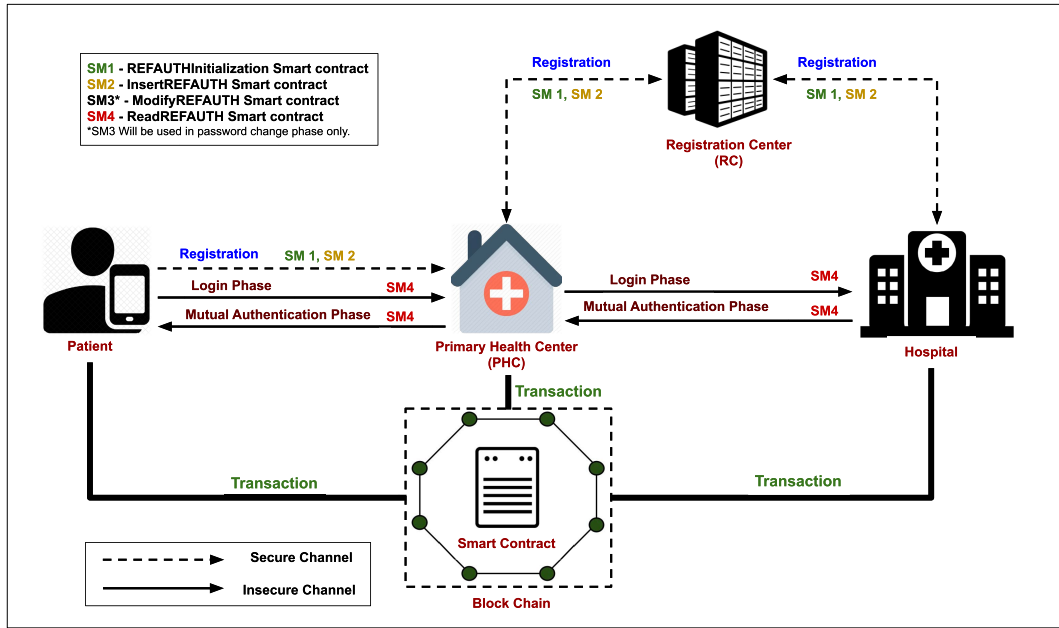 SM1 - REFAUTHInitialization Smart contract
SM2 - InsertREFAUTH Smart contract
SM3* - ModifyREFAUTH Smart contract
SM4 - ReadREFAUTH Smart contract
*SM3 Will be used in password change phase only.
Registration
SM 1, SM 2
Registration
SM 1, SM 2
Registration Center
(RC)
Registration SM 1, SM 2
Login Phase SM4
Mutual Authentication Phase SM4
SM4
Login Phase
Mutual Authentication Phase SM4
Patient
Primary Health Center
(PHC)
Hospital
Transaction
Transaction
Transaction
Smart Contract
Block Chain
Secure Channel
Insecure Channel